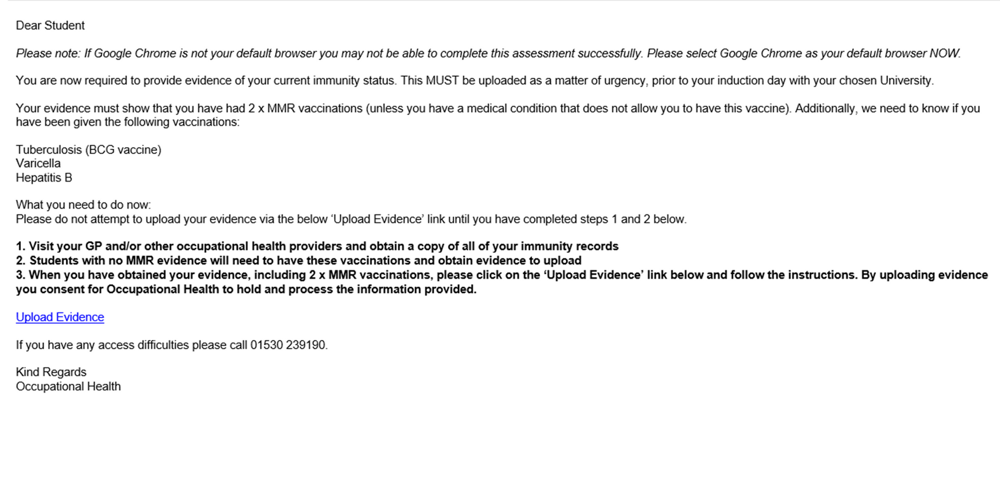 Dear Student
Please note: If Google Chrome is not your default browser you may not be able to complete this assessment successfully. Please select Google Chrome as your default browser NOW.
You are now required to provide evidence of your current immunity status. This MUST be uploaded as a matter of urgency, prior to your induction day with your chosen University.
Your evidence must show that you have had 2 x MMR vaccinations (unless you have a medical condition that does not allow you to have this vaccine). Additionally, we need to know if you
have been given the following vaccinations:
Tuberculosis (BCG vaccine)
Varicella
Hepatitis B
What you need to do now:
Please do not attempt to upload your evidence via the below ‘Upload Evidence’ link until you have completed steps 1 and 2 below.
1. Visit your GP and/or other occupational health providers and obtain a copy of all of your immunity records
2. Students with no MMR evidence will need to have these vaccinations and obtain evidence to upload
3. When you have obtained your evidence, including 2 x MMR vaccinations, please click on the ‘Upload Evidence’ link below and follow the instructions. By uploading evidence
you consent for Occupational Health to hold and process the information provided.
Upload Evidence
If you have any access difficulties please call 01530 239190.
Kind Regards
Occupational Health